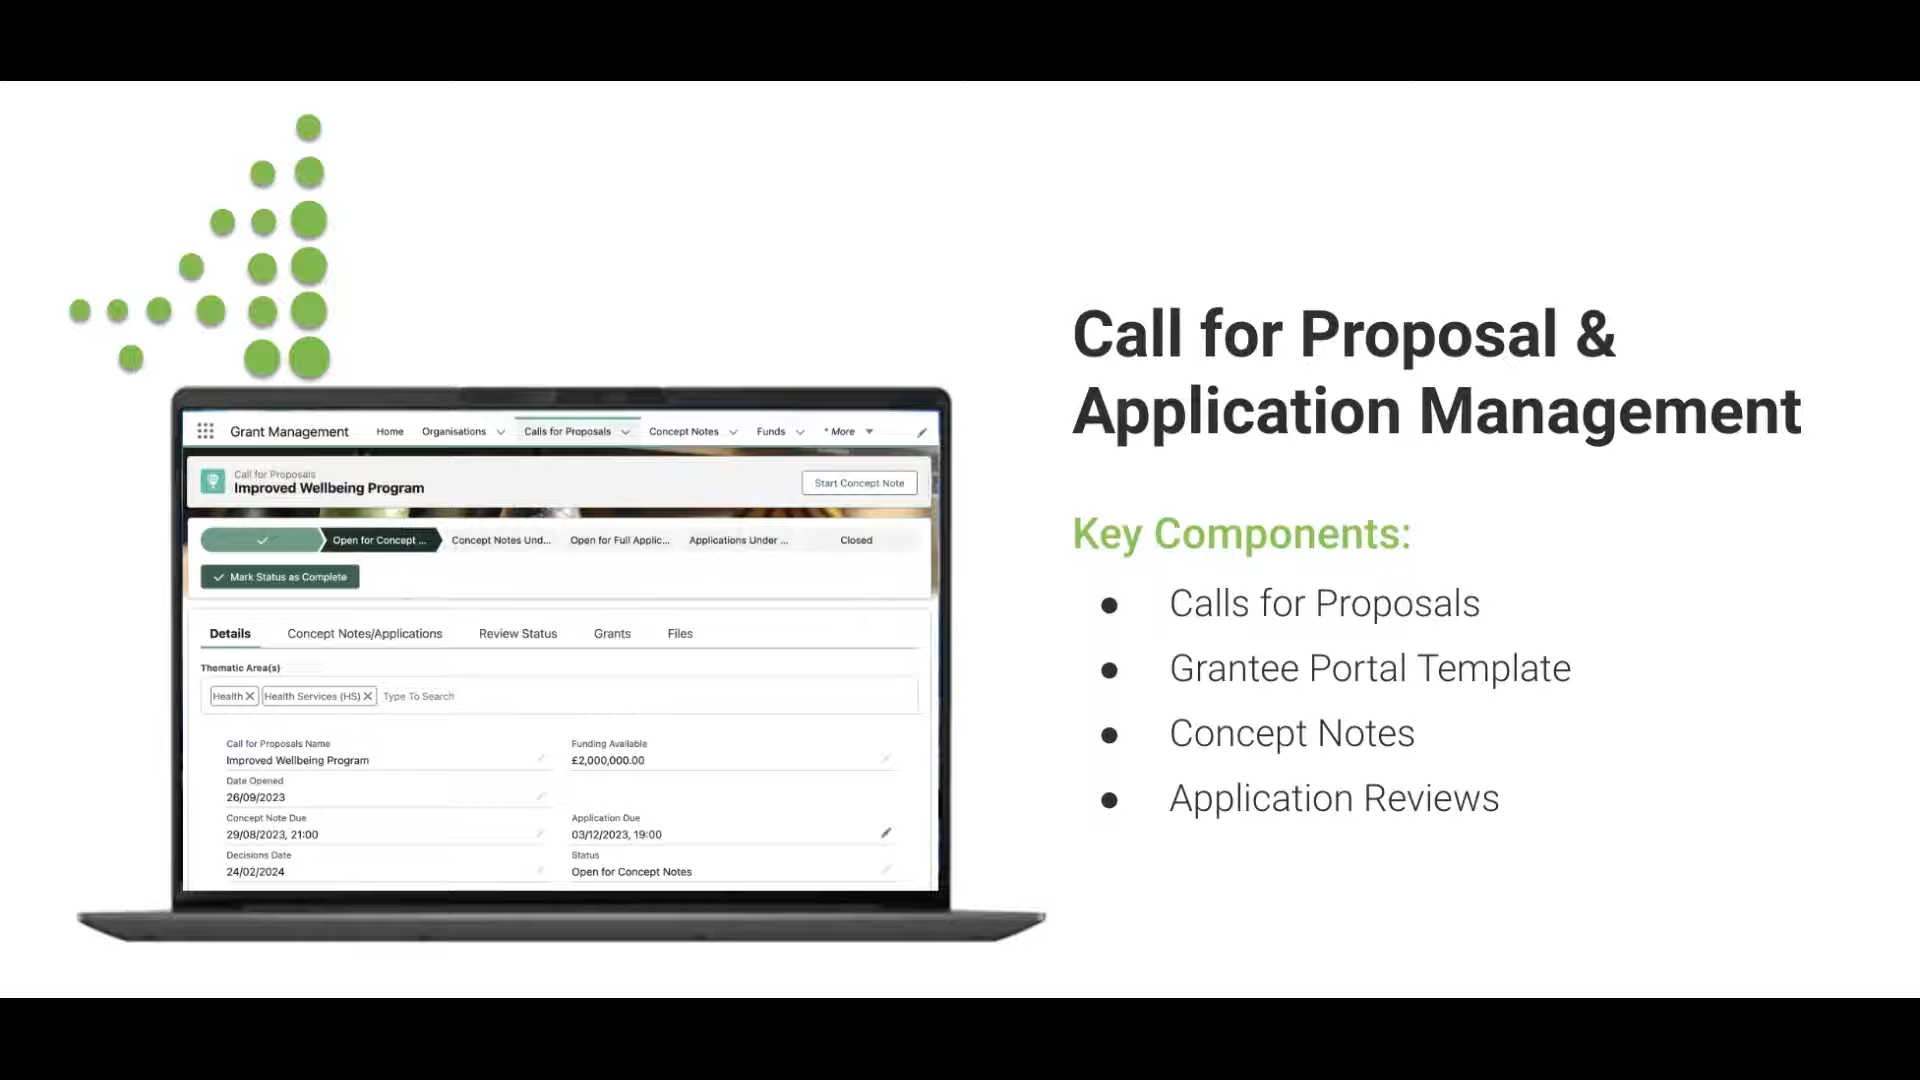 Call for Proposal &
Application Management
Key Components:
● Calls for Proposals
● Grantee Portal Template
● Concept Notes
● Application Reviews
Grant Management Home Organisations Calls for Proposals Concept Notes Funds * More
Call for Proposals
Improved Wellbeing Program
Start Concept Note
Open for Concept ... Concept Notes Und... Open for Full Applic... Applications Under ... Closed
Mark Status as Complete
Details Concept Notes/Applications Review Status Grants Files
Thematic Area(s)
Health Health Services (HS) Type To Search
Call for Proposals Name Funding Available
Improved Wellbeing Program £2,000,000.00
Date Opened
26/09/2023
Concept Note Due Application Due
29/08/2023, 21:00 03/12/2023, 19:00
Decisions Date Status
24/02/2024 Open for Concept Notes